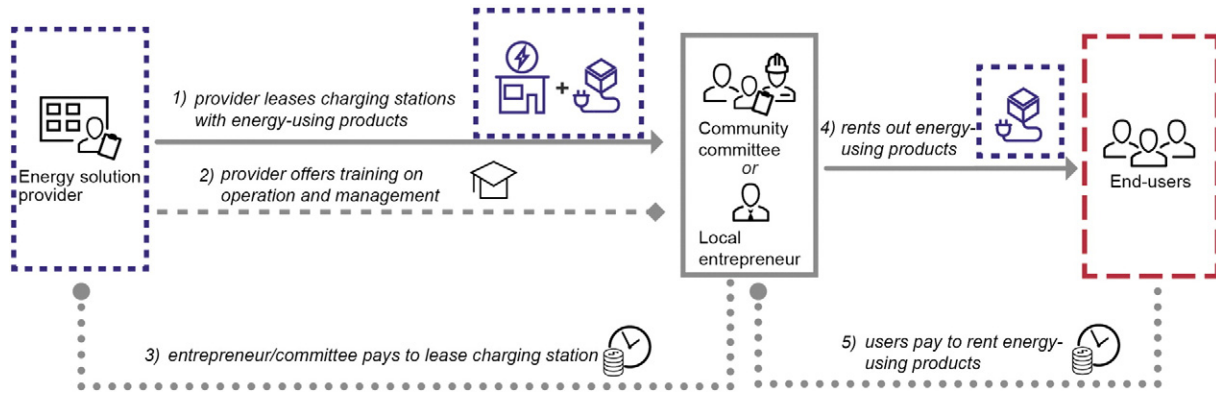 Energy solution
provider
1) provider leases charging stations
with energy-using products
2) provider offers training on
operation and management
Community
committee
or
Local
entrepreneur
4) rents out energy-
using products
End-users
3) entrepreneur/committee pays to lease charging station
5) users pay to rent energy-
using products